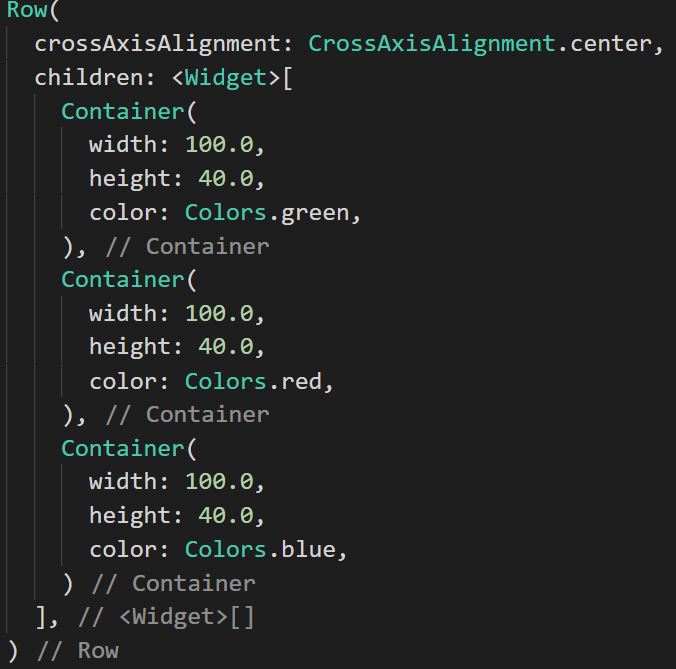 Row(
  crossAxisAlignment: CrossAxisAlignment.center,
  children: <Widget>[
    Container(
      width: 100.0,
      height: 40.0,
      color: Colors.green,
    ), // Container
    Container(
      width: 100.0,
      height: 40.0,
      color: Colors.red,
    ), // Container
    Container(
      width: 100.0,
      height: 40.0,
      color: Colors.blue,
    ) // Container
  ], // <Widget>[]
) // Row